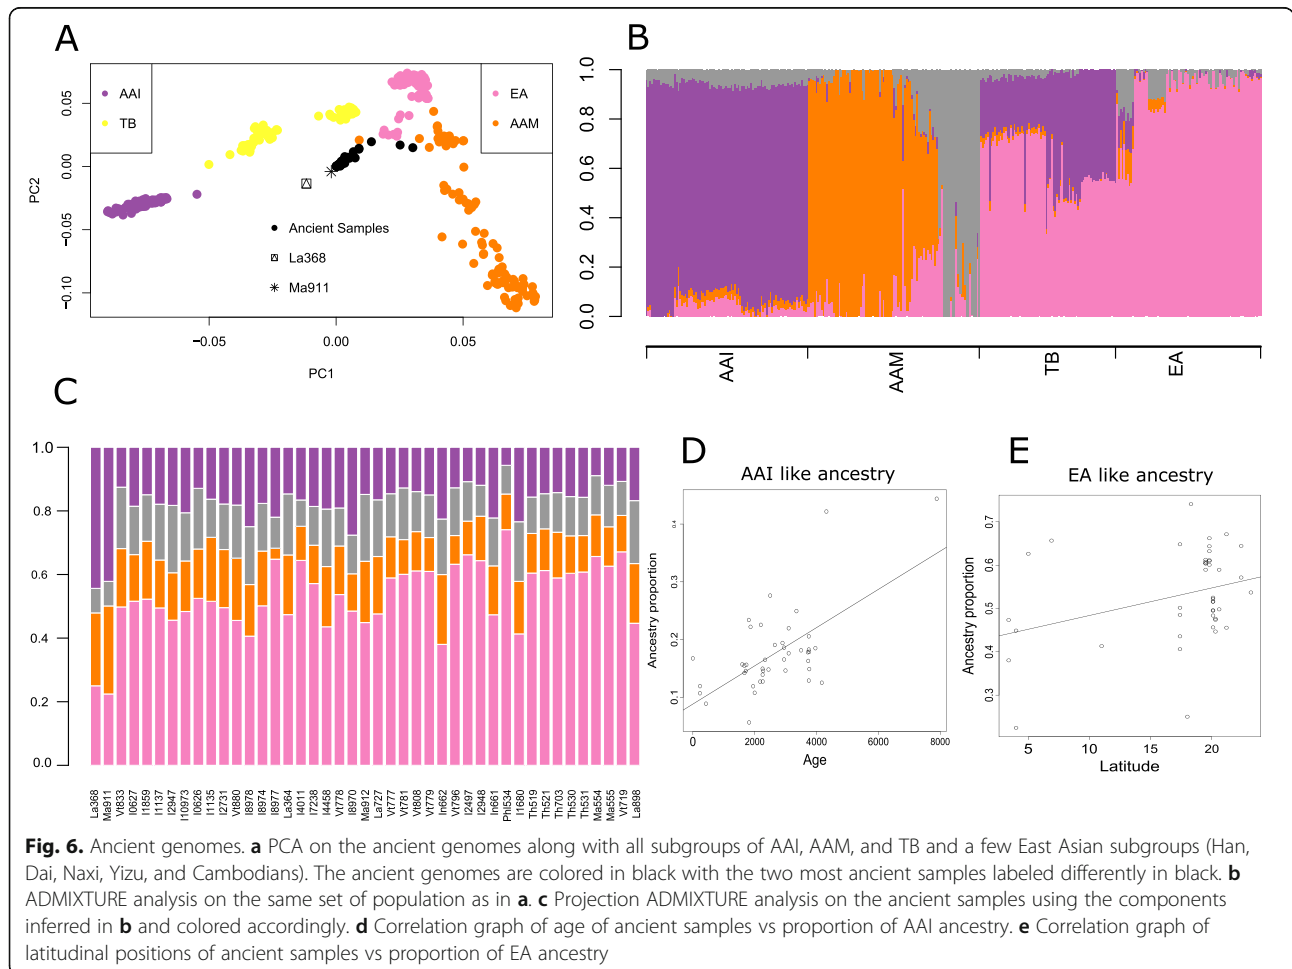 A
B
AAI
TB
EA
AAM
0.05
0.00
−0.05
−0.10
PC2
Ancient Samples
La368
Ma911
−0.05
0.00
0.05
PC1
1.0
0.8
0.6
0.4
0.2
0.0
AAI
AAM
TB
EA
C
1.0
0.8
0.6
0.4
0.2
0.0
La368
Ma911
Vt833
I0627
I1859
I1137
I2947
I10973
I0626
I1135
I2731
Vt880
I8978
I8974
I8977
La364
I4011
I7238
I4458
Vt778
I8970
Ma912
La727
Vt777
Vt781
Vt808
Vt779
In662
Vt796
I2497
I2948
In661
Phi534
I1680
Th519
Th521
Th703
Th530
Th531
Ma554
Ma555
Vt719
La898
D
AAI like ancestry
0.4
0.3
0.2
0.1
Ancestry proportion
0
2000
4000
6000
8000
Age
E
EA like ancestry
0.7
0.6
0.5
0.4
0.3
Ancestry proportion
5
10
15
20
Latitude
Fig. 6. Ancient genomes. a PCA on the ancient genomes along with all subgroups of AAI, AAM, and TB and a few East Asian subgroups (Han,
Dai, Naxi, Yizu, and Cambodians). The ancient genomes are colored in black with the two most ancient samples labeled differently in black. b
ADMIXTURE analysis on the same set of population as in a. c Projection ADMIXTURE analysis on the ancient samples using the components
inferred in b and colored accordingly. d Correlation graph of age of ancient samples vs proportion of AAI ancestry. e Correlation graph of
latitudinal positions of ancient samples vs proportion of EA ancestry